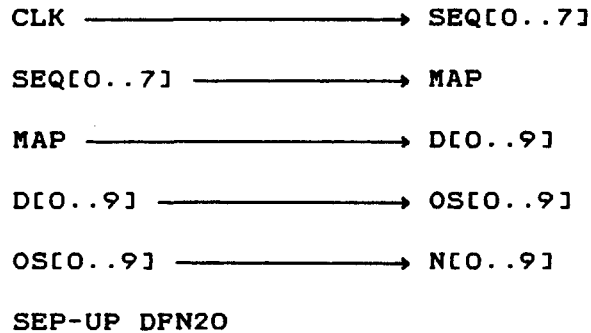 CLK → SEQ[0..7]
SEQ[0..7] → MAP
MAP → D[0..9]
D[0..9] → OS[0..9]
OS[0..9] → N[0..9]
SEP-UP DFN20